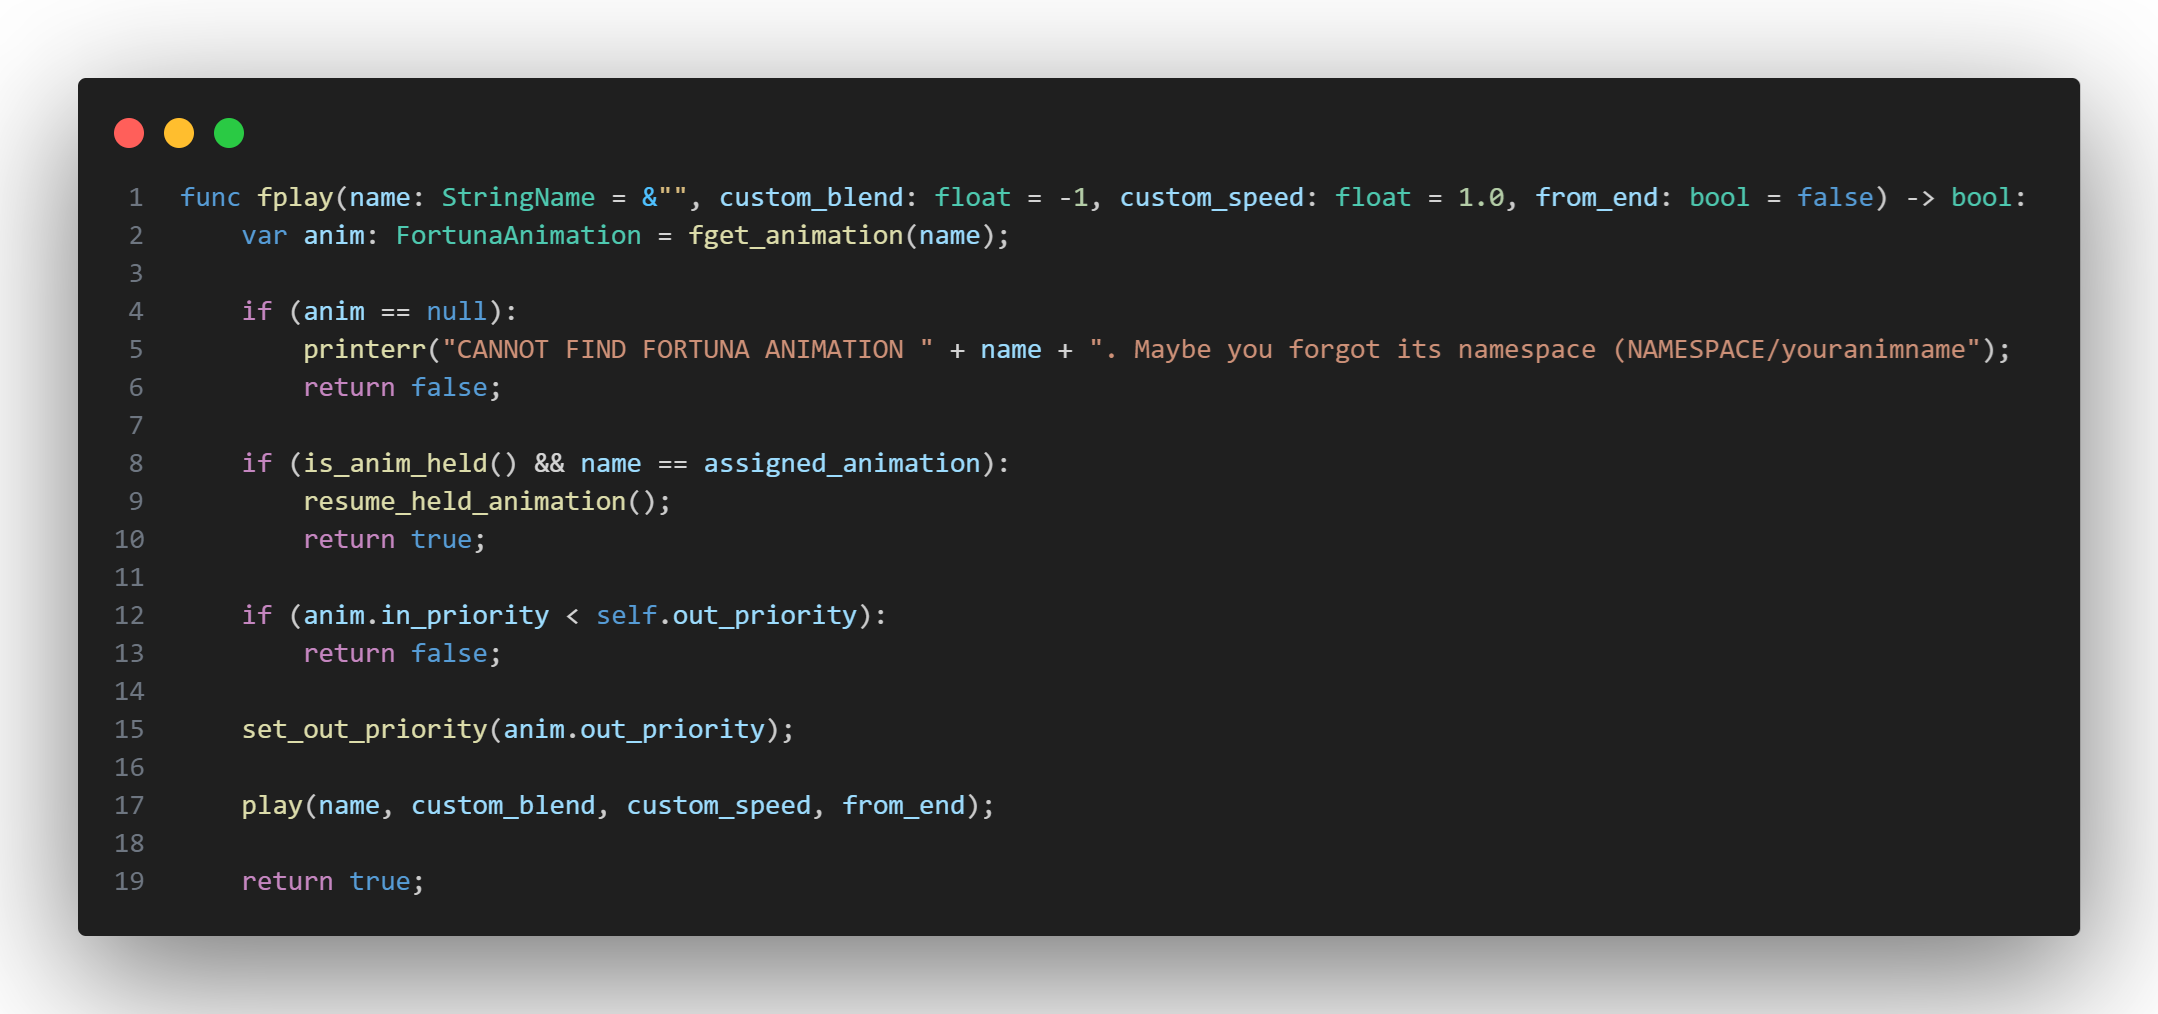 1 func fplay(name: StringName = &"", custom_blend: float = -1, custom_speed: float = 1.0, from_end: bool = false) -> bool:
2     var anim: FortunaAnimation = fget_animation(name);
3
4     if (anim == null):
5         printerr("CANNOT FIND FORTUNA ANIMATION " + name + ". Maybe you forgot its namespace (NAMESPACE/youranimname");
6         return false;
7
8     if (is_anim_held() && name == assigned_animation):
9         resume_held_animation();
10         return true;
11
12     if (anim.in_priority < self.out_priority):
13         return false;
14
15     set_out_priority(anim.out_priority);
16
17     play(name, custom_blend, custom_speed, from_end);
18
19     return true;